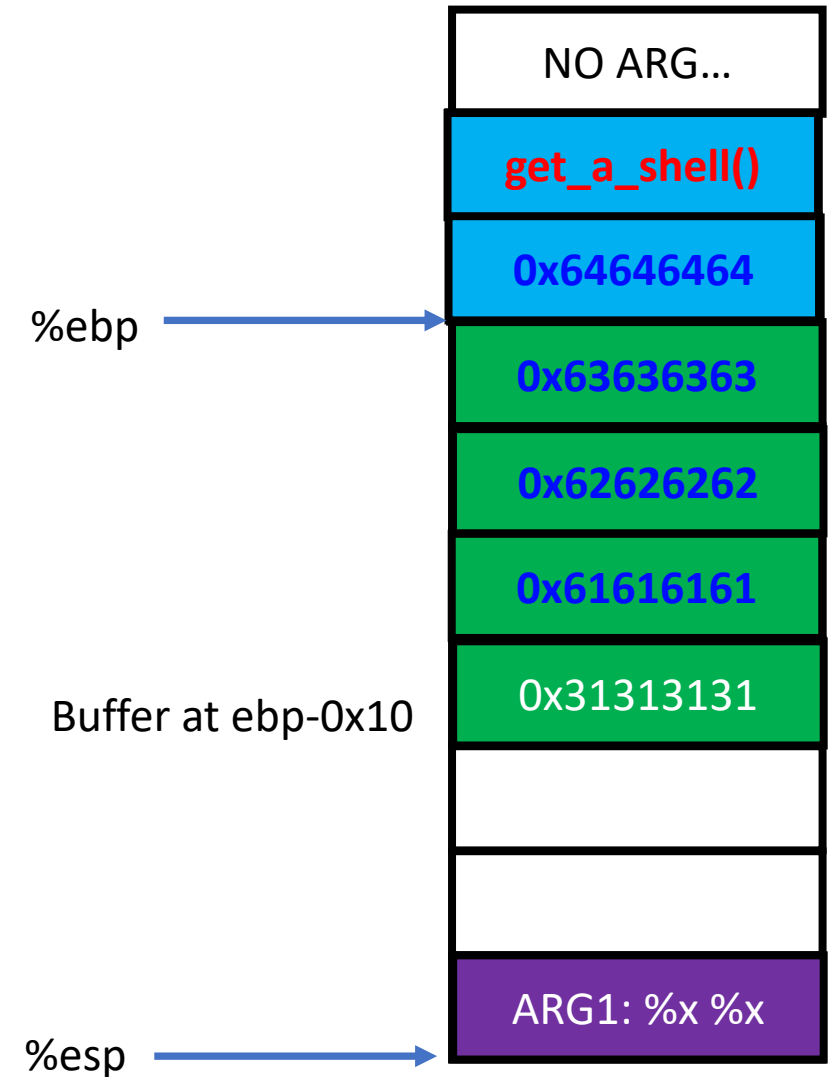 NO ARG...
get_a_shell()
0x64646464
%ebp
0x63636363
0x62626262
0x61616161
Buffer at ebp-0x10
0x31313131
ARG1: %x %x
%esp